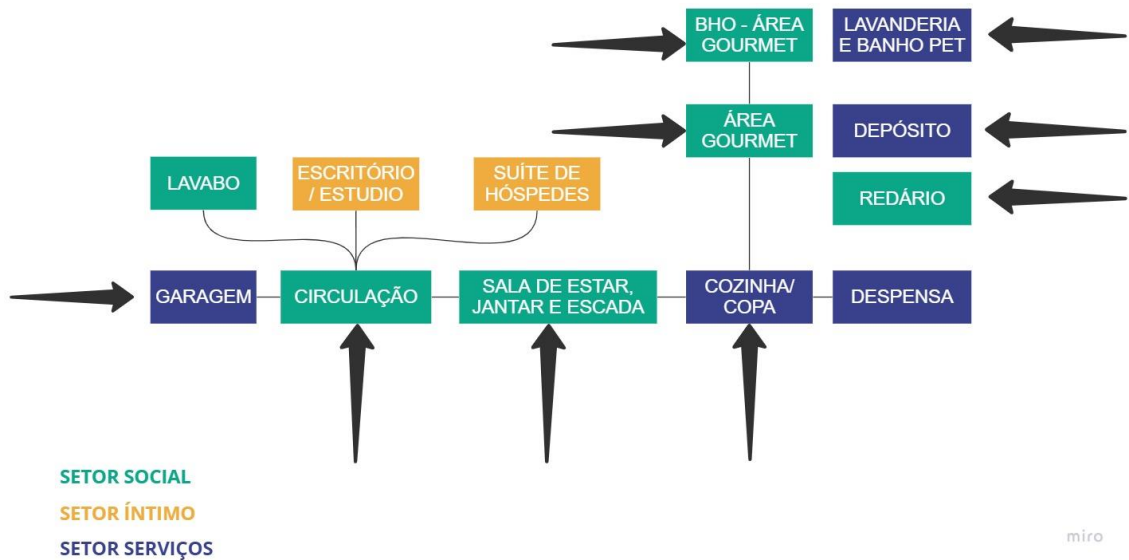 BHO - ÁREA
GOURMET
LAVANDERIA
E BANHO PET
ÁREA
GOURMET
DEPÓSITO
LAVABO
ESCRITÓRIO
/ ESTUDIO
SUÍTE DE
HÓSPEDES
REDÁRIO
GARAGEM
CIRCULAÇÃO
SALA DE ESTAR,
JANTAR E ESCADA
COZINHA/
COPA
DESPENSA
SETOR SOCIAL
SETOR ÍNTIMO
SETOR SERVIÇOS
miro